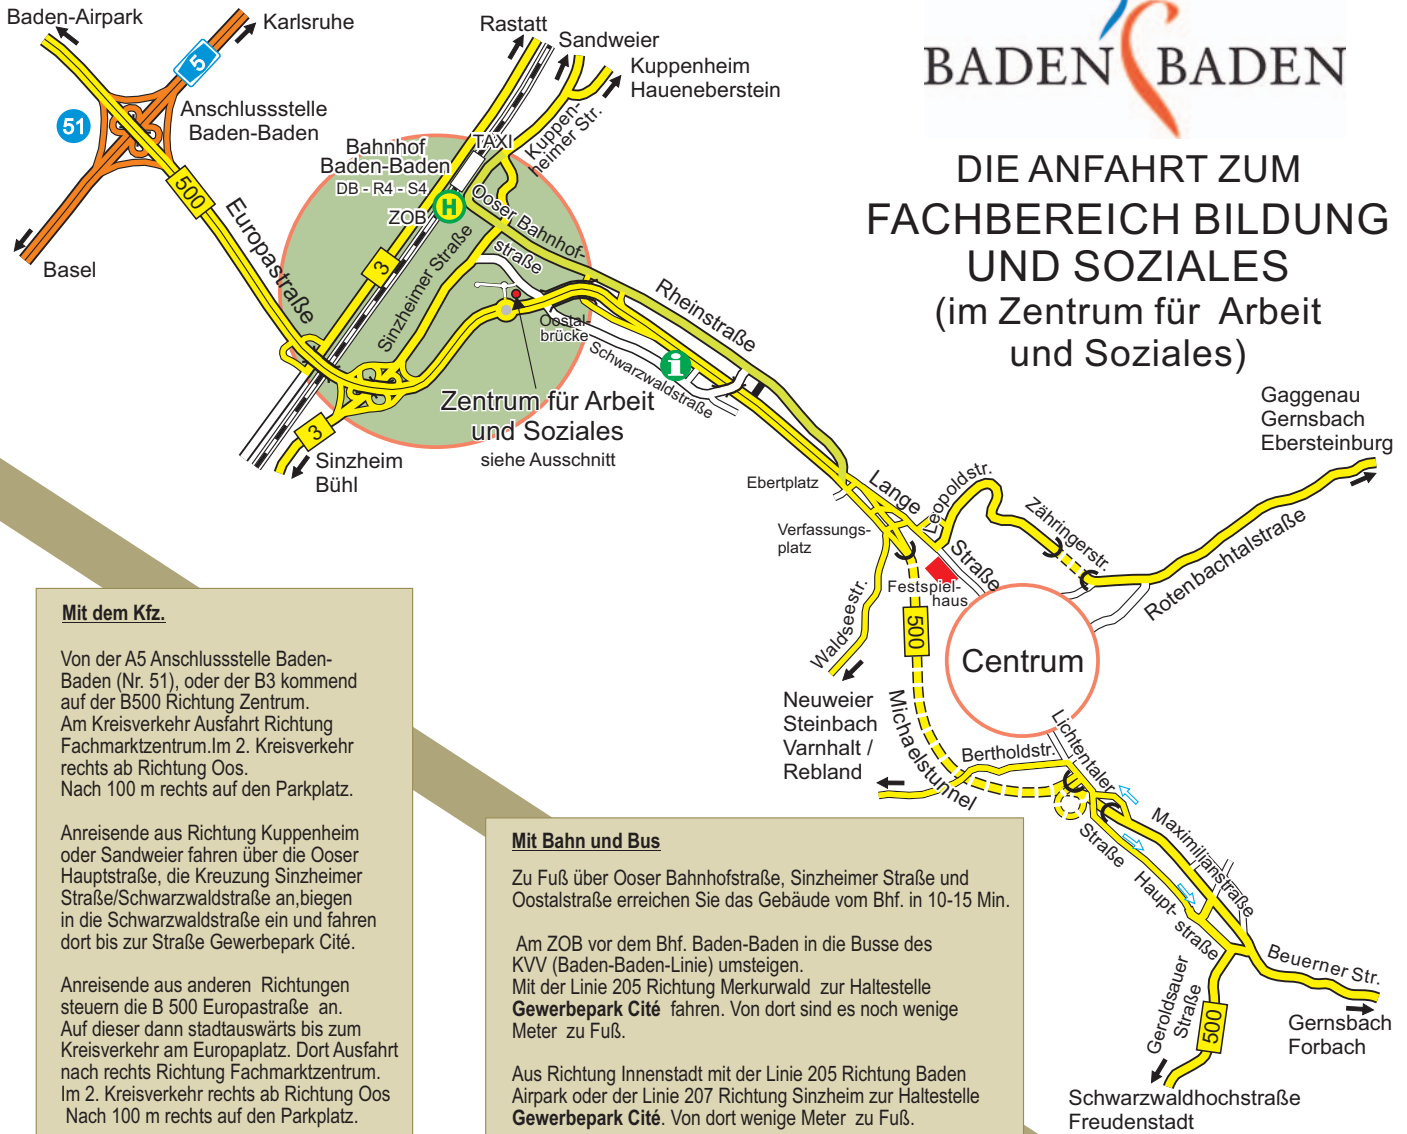 Baden-Airpark
Karlsruhe
5
51
Anschlussstelle
Baden-Baden
Basel
500
Europastraße
Rastatt
Sandweier
Kuppenheim
Haueneberstein
Kuppen-
heimer Str.
TAXI
Bahnhof
Baden-Baden
DB - R4 - S4
ZOB
H
Ooser Bahnhof-
straße
3
Sinzheimer Straße
Rheinstraße
Oostal-
brücke
Schwarzwaldstraße
i
Zentrum für Arbeit
und Soziales
siehe Ausschnitt
3
Sinzheim
Bühl
BADEN BADEN
DIE ANFAHRT ZUM
FACHBEREICH BILDUNG
UND SOZIALES
(im Zentrum für Arbeit
und Soziales)
Gaggenau
Gernsbach
Ebersteinburg
Ebertplatz
Lange
Straße
Leopoldstr.
Zähringerstr.
Rotenbachtalstraße
Verfassungs-
platz
Festspiel-
haus
Waldseestr.
500
Centrum
Neuweier
Steinbach
Varnhalt /
Rebland
Michaelstunnel
Bertholdstr.
Lichtentaler
Straße
Maximilianstraße
Haupt-
straße
Beuerner Str.
Geroldsauer
Straße
500
Gernsbach
Forbach
Schwarzwaldhochstraße
Freudenstadt
Mit dem Kfz.
Von der A5 Anschlussstelle Baden-
Baden (Nr. 51), oder der B3 kommend
auf der B500 Richtung Zentrum.
Am Kreisverkehr Ausfahrt Richtung
Fachmarktzentrum.Im 2. Kreisverkehr
rechts ab Richtung Oos.
Nach 100 m rechts auf den Parkplatz.
Anreisende aus Richtung Kuppenheim
oder Sandweier fahren über die Ooser
Hauptstraße, die Kreuzung Sinzheimer
Straße/Schwarzwaldstraße an,biegen
in die Schwarzwaldstraße ein und fahren
dort bis zur Straße Gewerbepark Cité.
Anreisende aus anderen Richtungen
steuern die B 500 Europastraße an.
Auf dieser dann stadtauswärts bis zum
Kreisverkehr am Europaplatz. Dort Ausfahrt
nach rechts Richtung Fachmarktzentrum.
Im 2. Kreisverkehr rechts ab Richtung Oos
Nach 100 m rechts auf den Parkplatz.
Mit Bahn und Bus
Zu Fuß über Ooser Bahnhofstraße, Sinzheimer Straße und
Oostalstraße erreichen Sie das Gebäude vom Bhf. in 10-15 Min.
Am ZOB vor dem Bhf. Baden-Baden in die Busse des
KVV (Baden-Baden-Linie) umsteigen.
Mit der Linie 205 Richtung Merkurwald zur Haltestelle
Gewerbepark Cité fahren. Von dort sind es noch wenige
Meter zu Fuß.
Aus Richtung Innenstadt mit der Linie 205 Richtung Baden
Airpark oder der Linie 207 Richtung Sinzheim zur Haltestelle
Gewerbepark Cité. Von dort wenige Meter zu Fuß.